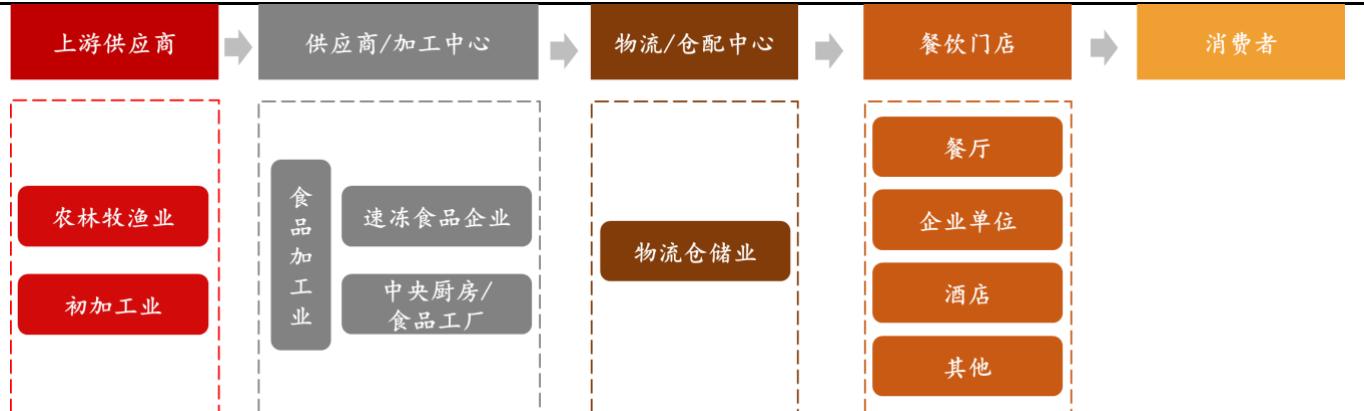 上游供应商
供应商/加工中心
物流/仓配中心
餐饮门店
消费者
农林牧渔业
初加工业
食品加工业
速冻食品企业
中央厨房/
食品工厂
物流仓储业
餐厅
企业单位
酒店
其他